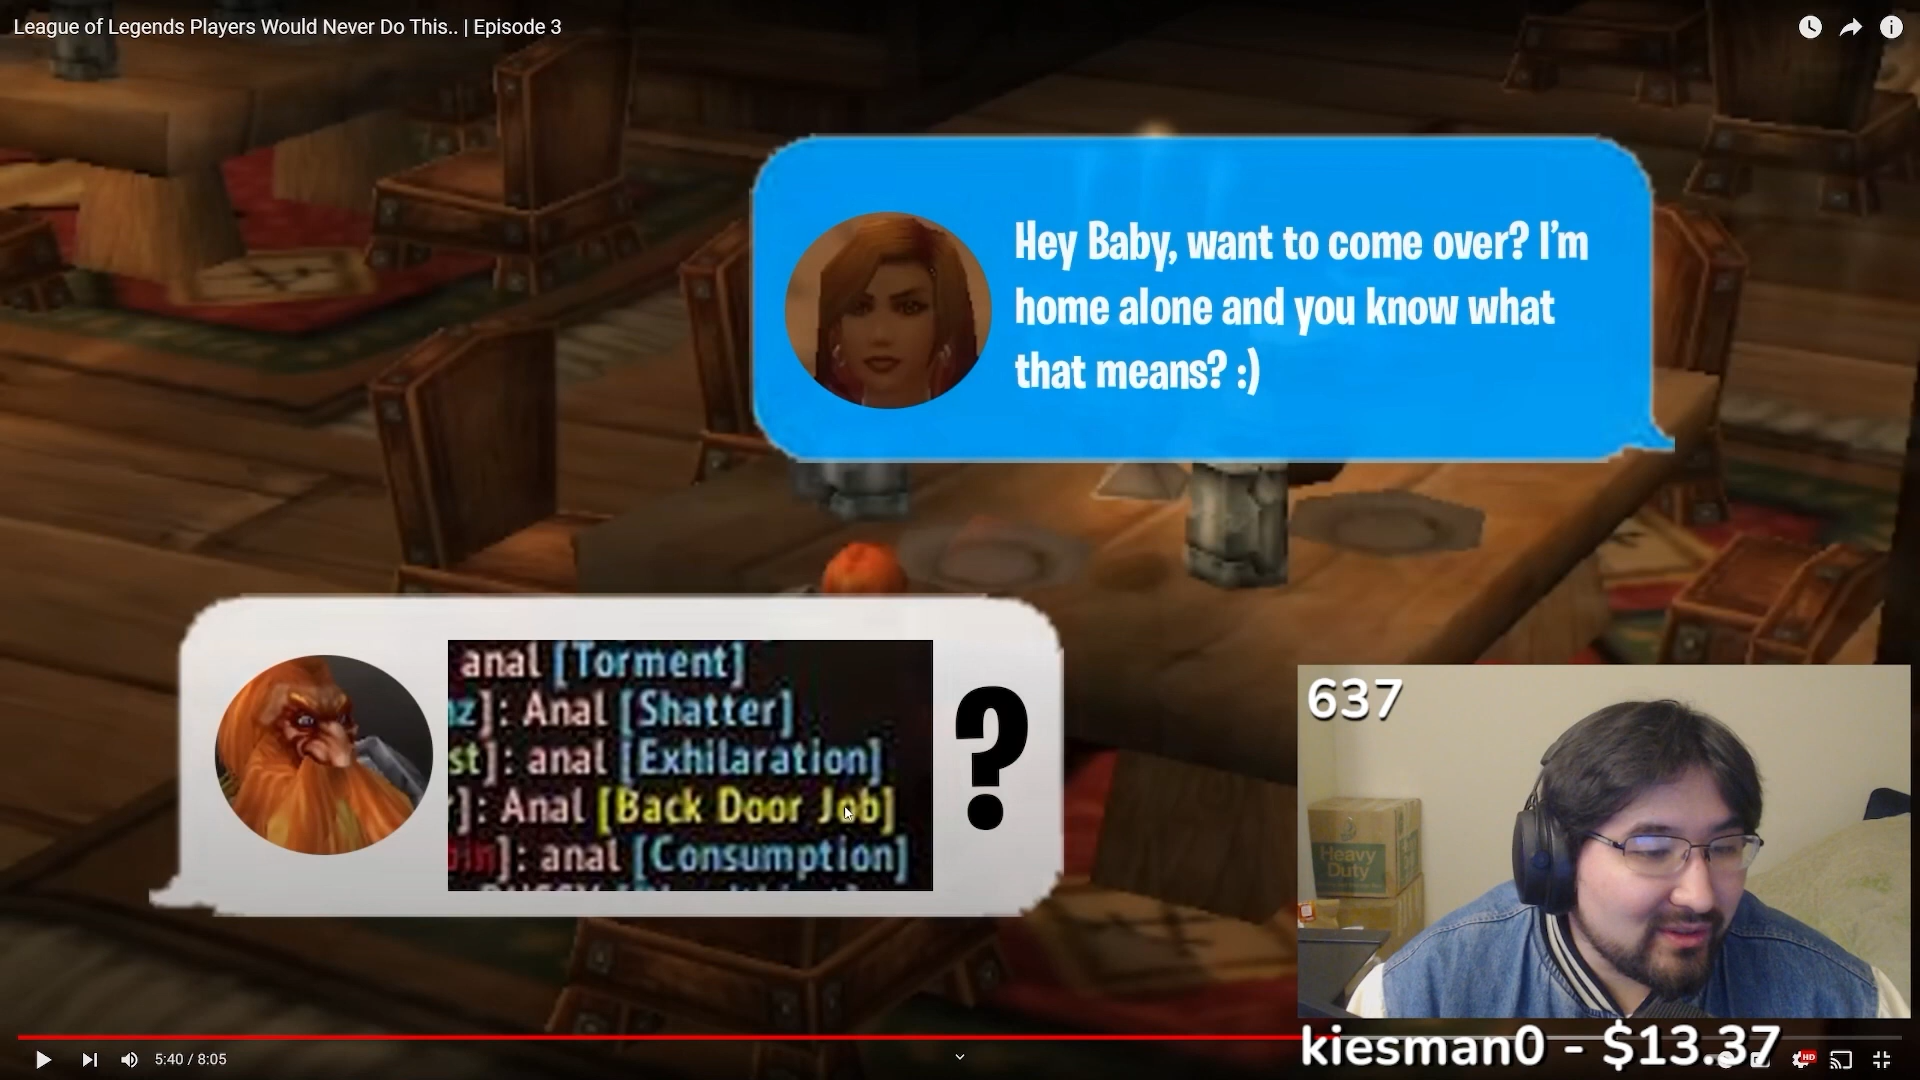 League of Legends Players Would Never Do This.. | Episode 3
Hey Baby, want to come over? I'm
home alone and you know what
that means? :)
anal [Torment]
z]: Anal [Shatter]
st]: anal [Exhilaration]
r]: Anal [Back Door Job]
]: anal [Consumption]
?
637
Heavy
Duty
kiesman0 - $13.37
5:40 / 8:05
HD